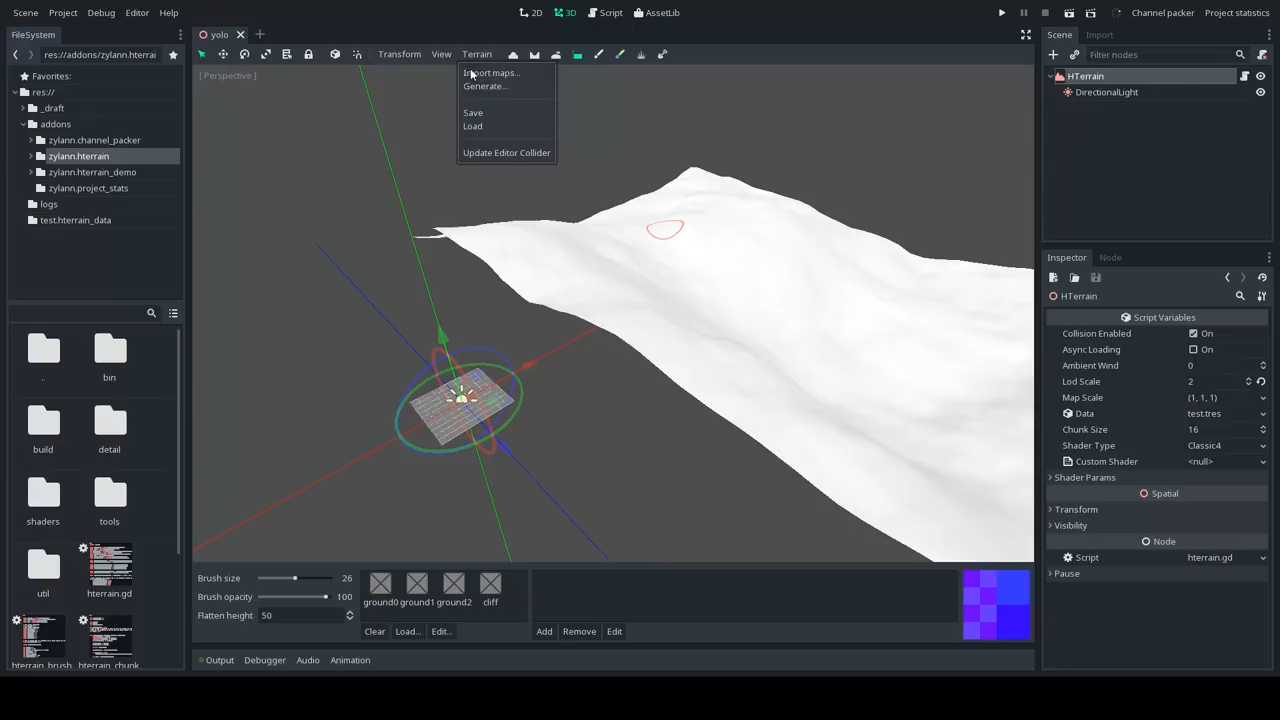 Scene Project Debug Editor Help
2D 3D Script AssetLib
Channel packer Project statistics
FileSystem
res://addons/zylann.hterrai
Favorites:
res://
_draft
addons
zylann.channel_packer
zylann.hterrain
zylann.hterrain_demo
zylann.project_stats
logs
test.hterrain_data
..
bin
build
detail
shaders
tools
util
hterrain.gd
hterrain_brush
hterrain_chunk
yolo
Transform View Terrain
[ Perspective ]
Import maps...
Generate...
Save
Load
Update Editor Collider
Brush size 26
Brush opacity 100
Flatten height 50
ground0 ground1 ground2 cliff
Clear Load... Edit...
Add Remove Edit
Output Debugger Audio Animation
Scene Import
Filter nodes
HTerrain
DirectionalLight
Inspector Node
HTerrain
Script Variables
Collision Enabled On
Async Loading On
Ambient Wind 0
Lod Scale 2
Map Scale (1, 1, 1)
Data test.tres
Chunk Size 16
Shader Type Classic4
Custom Shader <null>
Shader Params
Spatial
Transform
Visibility
Node
Script hterrain.gd
Pause